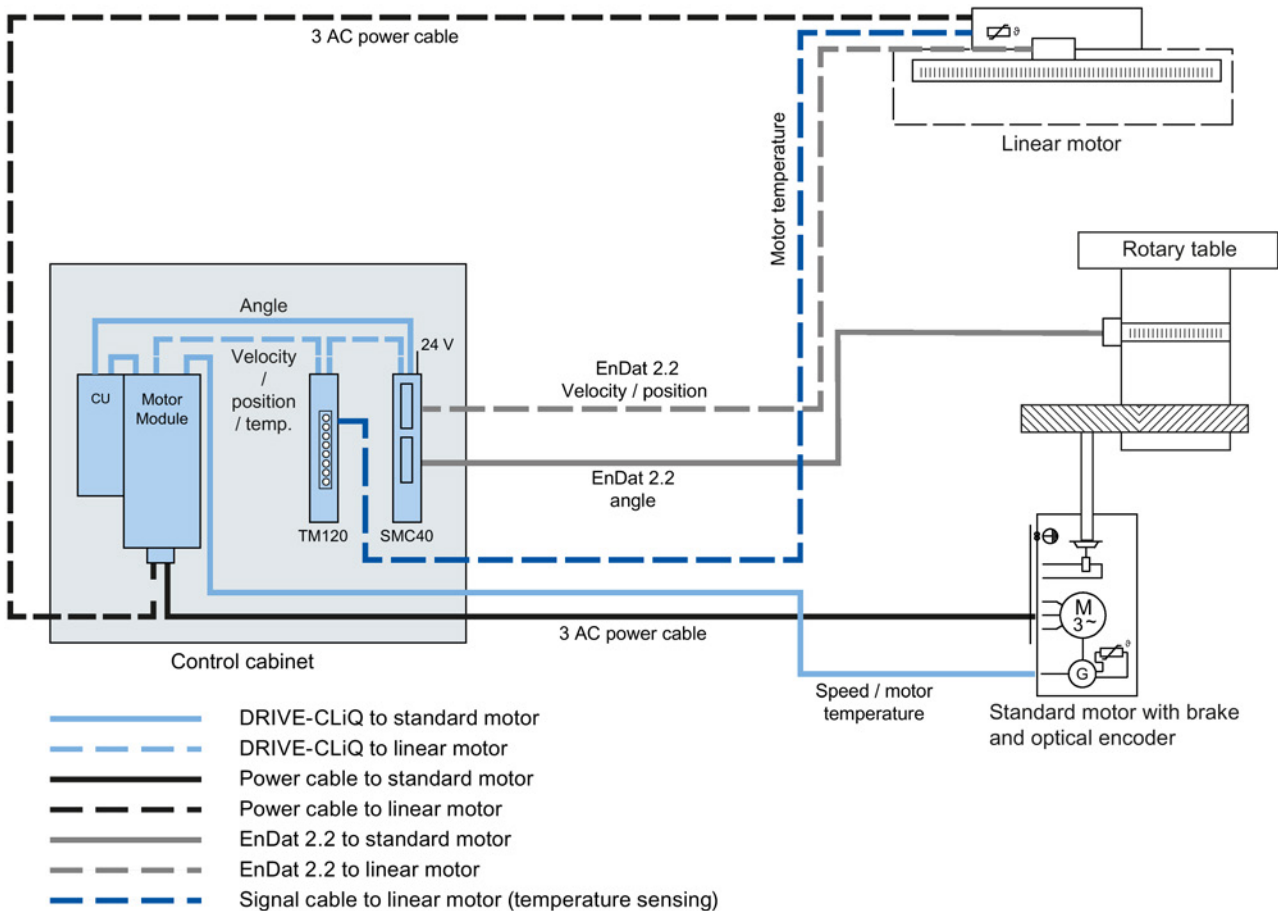 3 AC power cable
ϑ
Linear motor
Motor temperature
Rotary table
Angle
24 V
Velocity
/
position
/ temp.
CU
Motor
Module
EnDat 2.2
Velocity / position
EnDat 2.2
angle
TM120
SMC40
M
3~
ϑ
G
3 AC power cable
Control cabinet
Speed / motor
temperature
Standard motor with brake
and optical encoder
DRIVE-CLiQ to standard motor
DRIVE-CLiQ to linear motor
Power cable to standard motor
Power cable to linear motor
EnDat 2.2 to standard motor
EnDat 2.2 to linear motor
Signal cable to linear motor (temperature sensing)